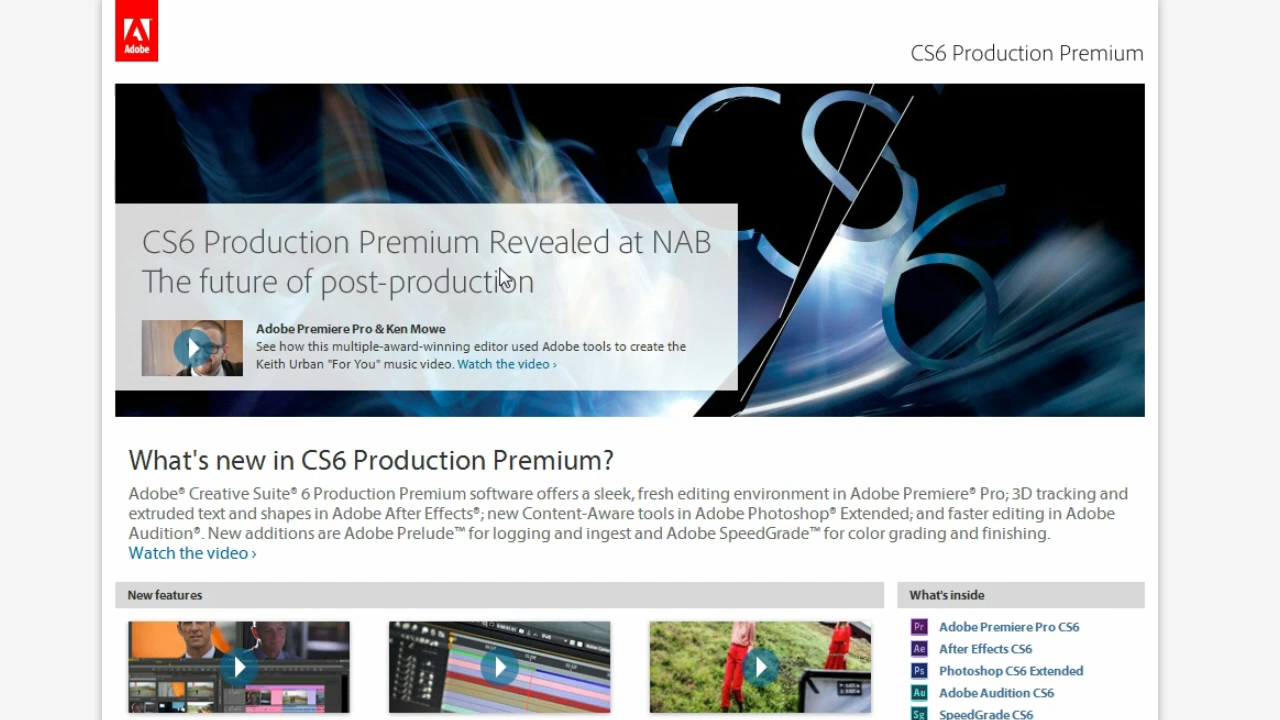 Adobe
CS6 Production Premium
CS6
CS6 Production Premium Revealed at NAB
The future of post-production
Adobe Premiere Pro & Ken Mowe
See how this multiple-award-winning editor used Adobe tools to create the
Keith Urban "For You" music video. Watch the video ›
What's new in CS6 Production Premium?
Adobe® Creative Suite® 6 Production Premium software offers a sleek, fresh editing environment in Adobe Premiere® Pro; 3D tracking and
extruded text and shapes in Adobe After Effects®; new Content-Aware tools in Adobe Photoshop® Extended; and faster editing in Adobe
Audition®. New additions are Adobe Prelude™ for logging and ingest and Adobe SpeedGrade™ for color grading and finishing.
Watch the video ›
New features
What's inside
Pr Adobe Premiere Pro CS6
Ae After Effects CS6
Ps Photoshop CS6 Extended
Au Adobe Audition CS6
Sg SpeedGrade CS6